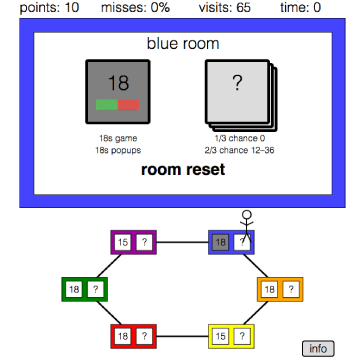 points: 10 misses: 0% visits: 65 time: 0
blue room
18 ?
18s game 1/3 chance 0
18s popups 2/3 chance 12–36
room reset
15 ? 18 ?
18 ? 18 ?
18 ? 15 ?
info